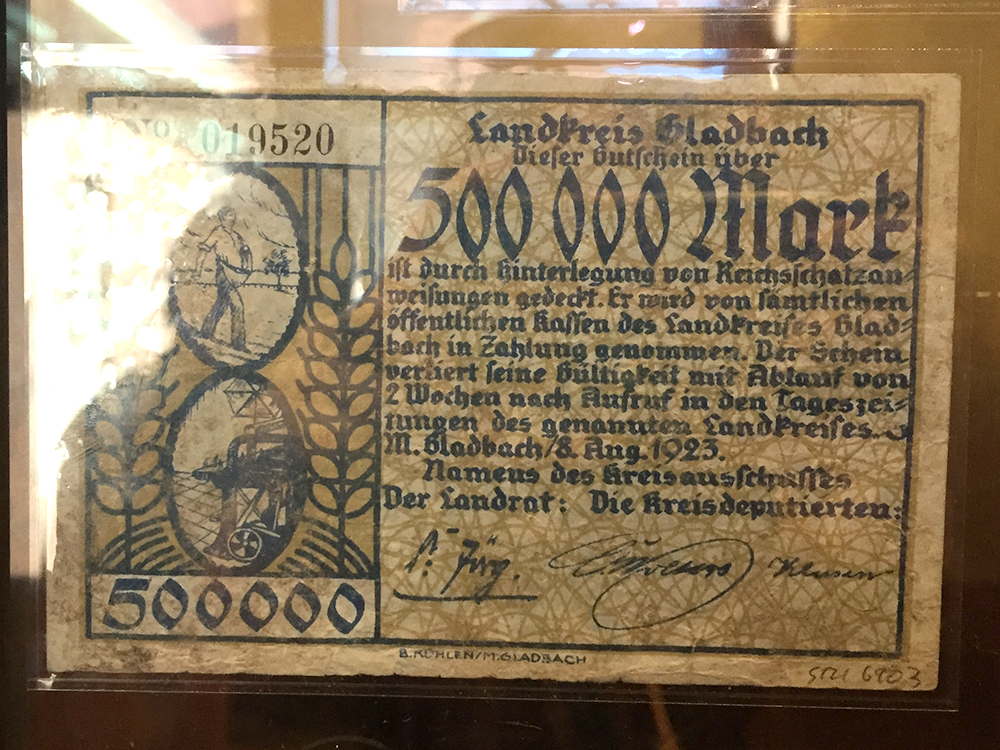 No 019520
Landkreis Gladbach
Dieser Gutschein über
500 000 Mark
ist durch Hinterlegung von Reichsschatzan-
weisungen gedeckt. Er wird von sämtlichen
öffentlichen Kassen des Landkreises Glad-
bach in Zahlung genommen. Der Schein
verliert seine Gültigkeit mit Ablauf von
2 Wochen nach Aufruf in den Tageszei-
tungen des genannten Landkreises.
M. Gladbach/8. Aug. 1923.
Namens des Kreisausschusses
Der Landrat: Die Kreisdeputierten:
500000
B. KÜHLEN/M. GLADBACH